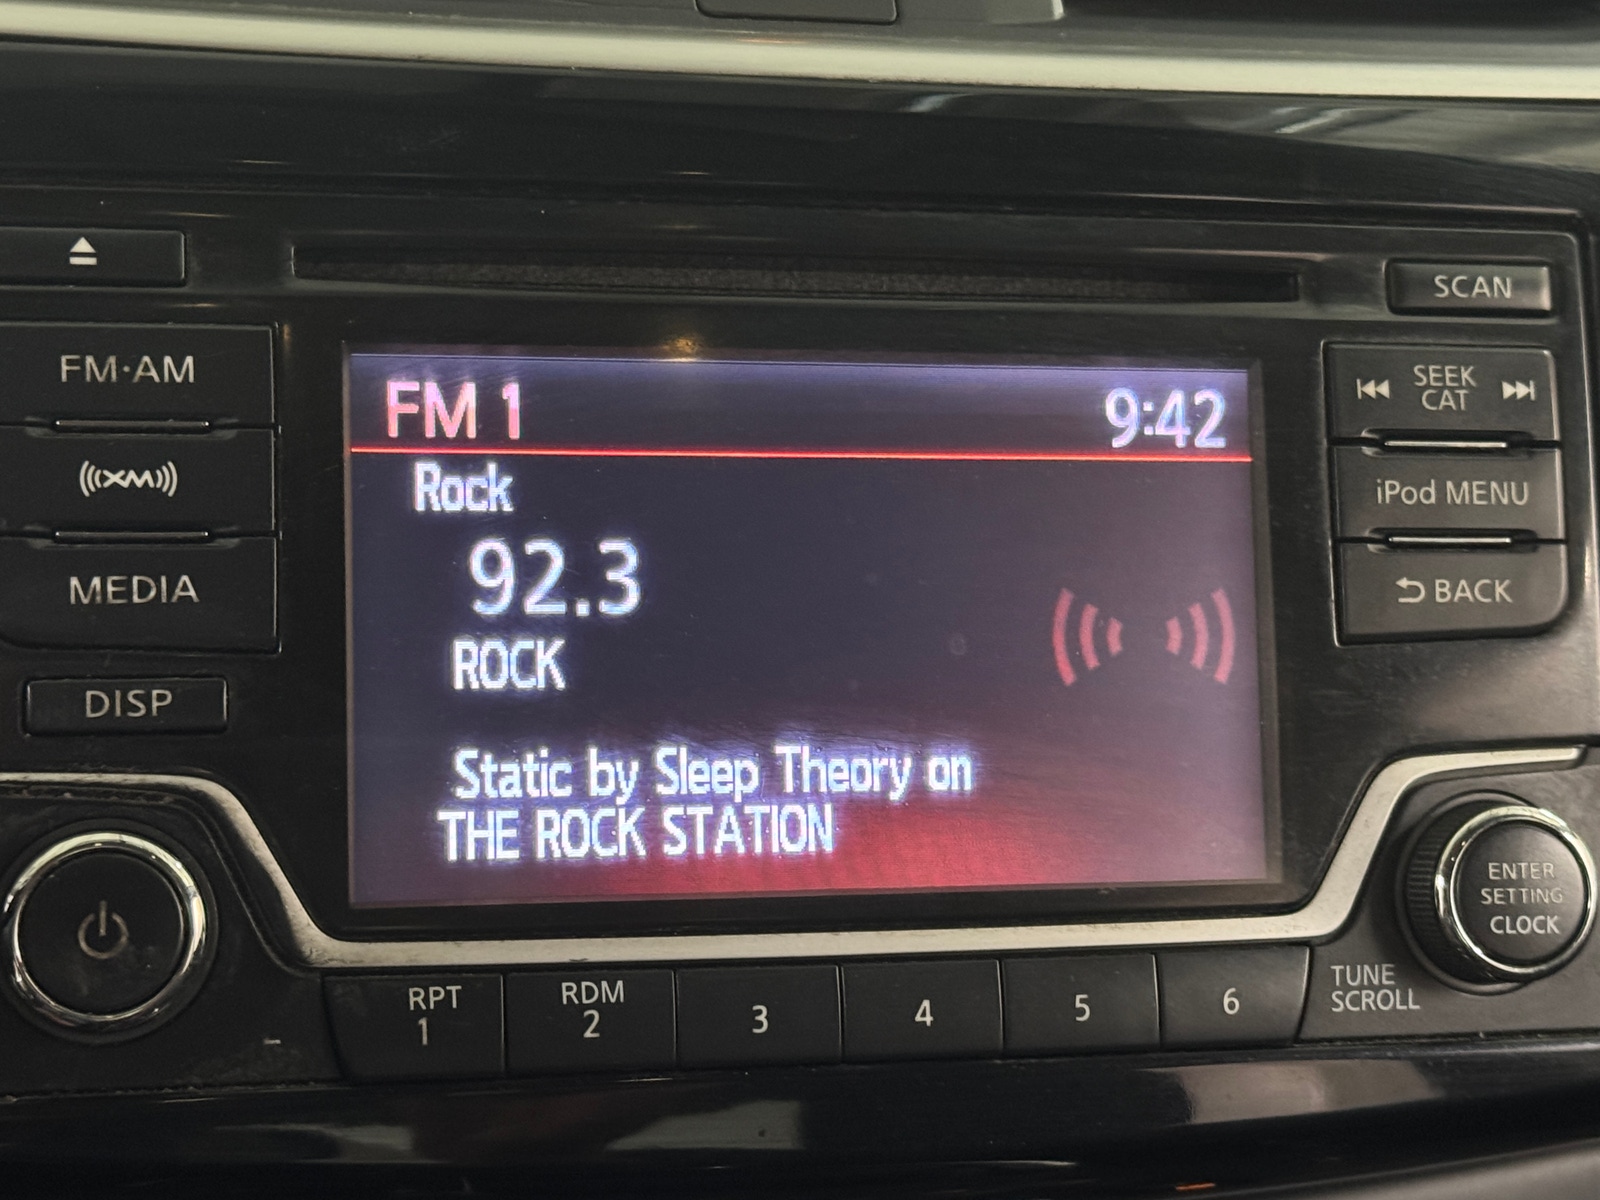 SCAN
FM·AM
SEEK
CAT
FM 1
9:42
XM
Rock
iPod MENU
92.3
MEDIA
BACK
ROCK
DISP
Static by Sleep Theory on
THE ROCK STATION
ENTER
SETTING
CLOCK
TUNE
SCROLL
RPT
1
RDM
2
3
4
5
6